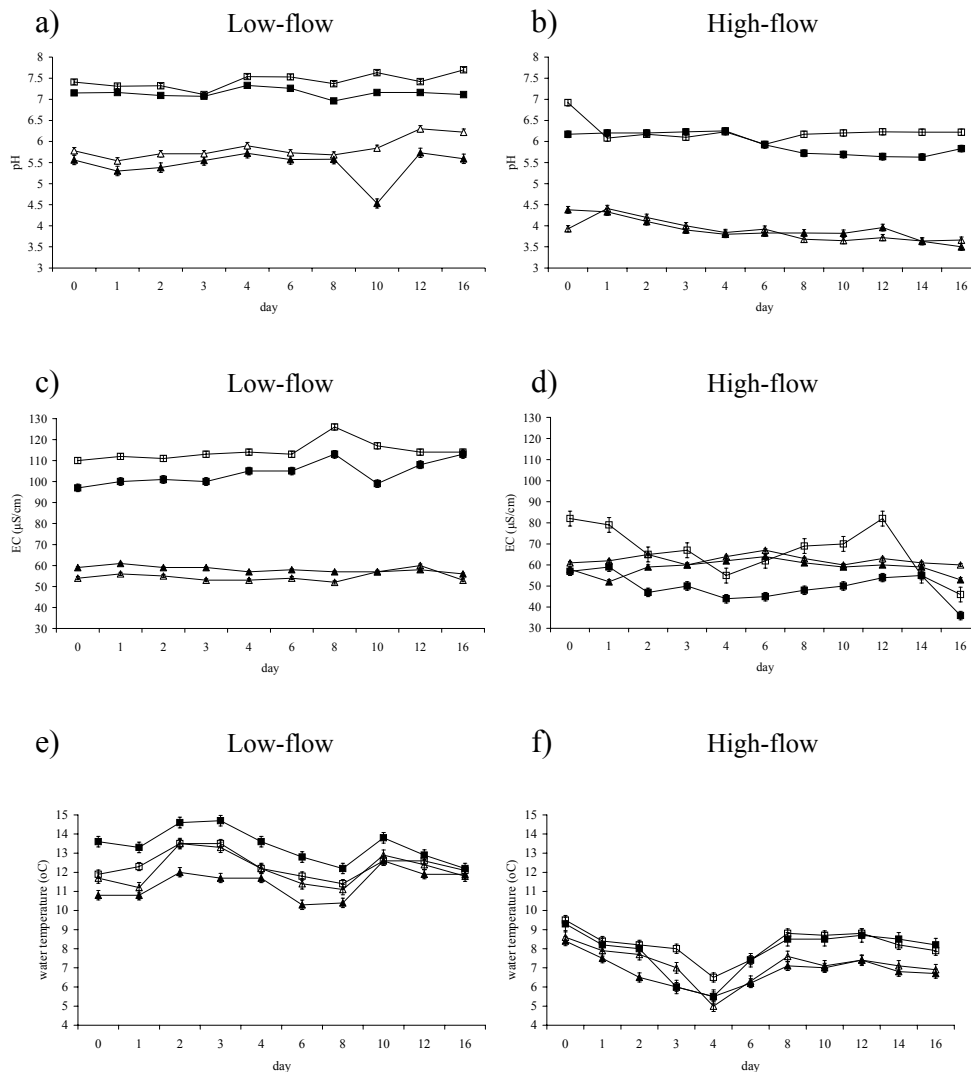 a) Low-flow
8
7.5
7
6.5
6
5.5
5
4.5
4
3.5
3
pH
0 1 2 3 4 6 8 10 12 16
day
b) High-flow
8
7.5
7
6.5
6
5.5
5
4.5
4
3.5
3
pH
0 1 2 3 4 6 8 10 12 14 16
day
c) Low-flow
130
120
110
100
90
80
70
60
50
40
30
EC (µS/cm)
0 1 2 3 4 6 8 10 12 16
day
d) High-flow
130
120
110
100
90
80
70
60
50
40
30
EC (µS/cm)
0 1 2 3 4 6 8 10 12 14 16
day
e) Low-flow
15
14
13
12
11
10
9
8
7
6
5
4
water temperature (oC)
0 1 2 3 4 6 8 10 12 16
day
f) High-flow
15
14
13
12
11
10
9
8
7
6
5
4
water temperature (oC)
0 1 2 3 4 6 8 10 12 14 16
day